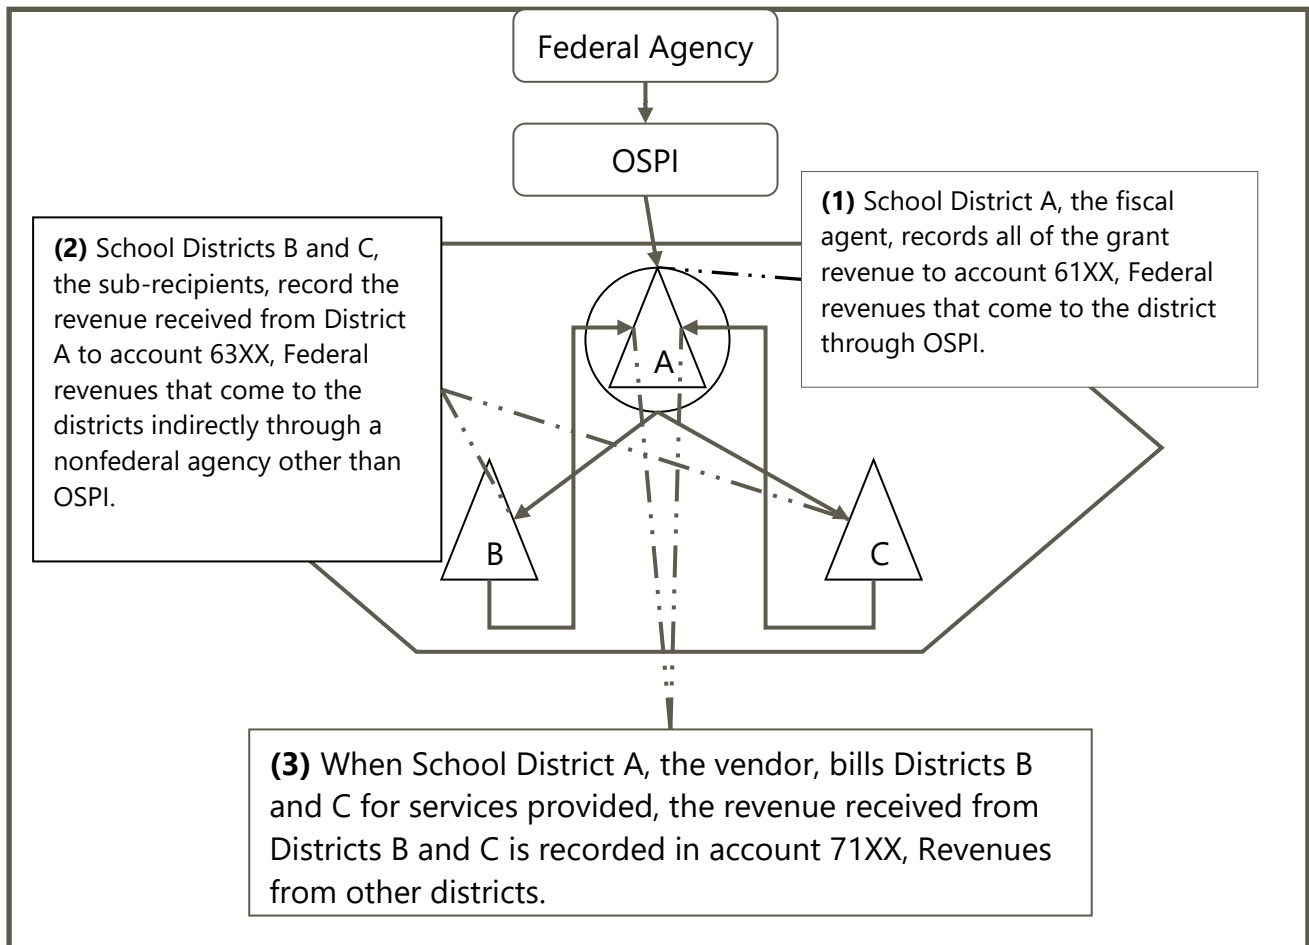 Federal Agency
OSPI
(1) School District A, the fiscal
agent, records all of the grant
revenue to account 61XX, Federal
revenues that come to the district
through OSPI.
(2) School Districts B and C,
the sub-recipients, record the
revenue received from District
A to account 63XX, Federal
revenues that come to the
districts indirectly through a
nonfederal agency other than
OSPI.
A
B
C
(3) When School District A, the vendor, bills Districts B
and C for services provided, the revenue received from
Districts B and C is recorded in account 71XX, Revenues
from other districts.